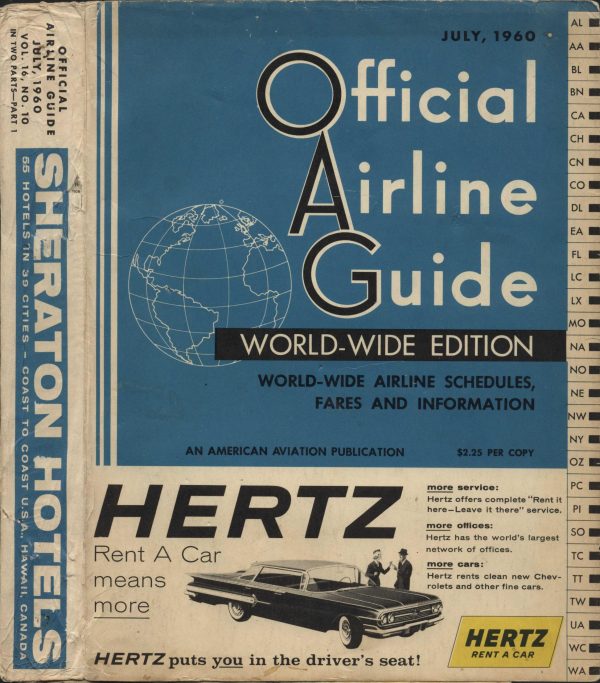 OFFICIAL
AIRLINE GUIDE
JULY, 1960
VOL. 16, NO. 10
IN TWO PARTS—PART 1
SHERATON HOTELS
55 HOTELS IN 39 CITIES – COAST TO COAST U.S.A., HAWAII, CANADA
JULY, 1960
Official
Airline
Guide
WORLD-WIDE EDITION
WORLD-WIDE AIRLINE SCHEDULES,
FARES AND INFORMATION
AN AMERICAN AVIATION PUBLICATION $2.25 PER COPY
HERTZ
Rent A Car
means
more
more service:
Hertz offers complete "Rent it
here—Leave it there" service.
more offices:
Hertz has the world's largest
network of offices.
more cars:
Hertz rents clean new Chev-
rolets and other fine cars.
HERTZ puts you in the driver's seat!
HERTZ
RENT A CAR
AL
AA
BL
BN
CA
CH
CN
CO
DL
EA
FL
LC
LX
MO
NA
NO
NE
NW
NY
OZ
PC
PI
SO
TC
TT
TW
UA
WC
WA